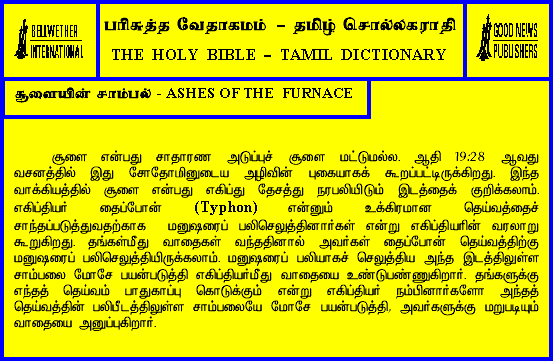 BELLWETHER
INTERNATIONAL
பரிசுத்த வேதாகமம் – தமிழ் சொல்லகராதி
THE HOLY BIBLE – TAMIL DICTIONARY
GOOD NEWS
PUBLISHERS
சூளையின் சாம்பல் - ASHES OF THE FURNACE
சூளை என்பது சாதாரண அடுப்புச் சூளை மட்டுமல்ல. ஆதி 19:28 ஆவது
வசனத்தில் இது சோதோமினுடைய அழிவின் புகையாகக் கூறப்பட்டிருக்கிறது. இந்த
வாக்கியத்தில் சூளை என்பது எகிப்து தேசத்து நரபலியிடும் இடத்தைக் குறிக்கலாம்.
எகிப்தியர் தைப்போன் (Typhon) என்னும் உக்கிரமான தெய்வத்தைச்
சாந்தப்படுத்துவதற்காக மனுஷரைப் பலிசெலுத்தினார்கள் என்று எகிப்தியரின் வரலாறு
கூறுகிறது. தங்கள்மீது வாதைகள் வந்ததினால் அவர்கள் தைப்போன் தெய்வத்திற்கு
மனுஷரைப் பலிசெலுத்தியிருக்கலாம். மனுஷரைப் பலியாகச் செலுத்திய அந்த இடத்திலுள்ள
சாம்பலை மோசே பயன்படுத்தி எகிப்தியர்மீது வாதையை உண்டுபண்ணுகிறார். தங்களுக்கு
எந்தத் தெய்வம் பாதுகாப்பு கொடுக்கும் என்று எகிப்தியர் நம்பினார்களோ அந்தத்
தெய்வத்தின் பலிபீடத்திலுள்ள சாம்பலையே மோசே பயன்படுத்தி, அவர்களுக்கு மறுபடியும்
வாதையை அனுப்புகிறார்.